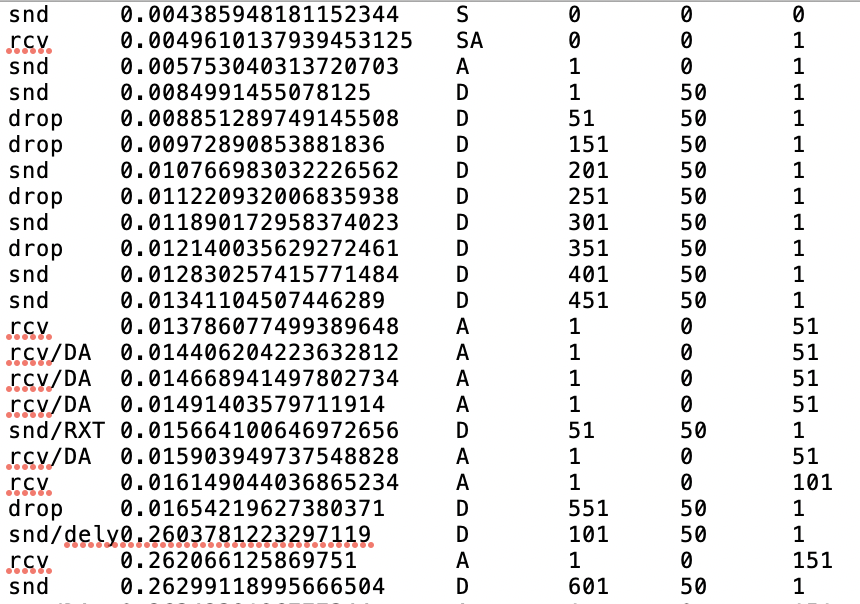 snd 0.004385948181152344 S 0 0 0
rcv 0.0049610137939453125 SA 0 0 1
snd 0.005753040313720703 A 1 0 1
snd 0.0084991455078125 D 1 50 1
drop 0.008851289749145508 D 51 50 1
drop 0.00972890853881836 D 151 50 1
snd 0.010766983032226562 D 201 50 1
drop 0.011220932006835938 D 251 50 1
snd 0.011890172958374023 D 301 50 1
drop 0.012140035629272461 D 351 50 1
snd 0.012830257415771484 D 401 50 1
snd 0.01341104507446289 D 451 50 1
rcv 0.013786077499389648 A 1 0 51
rcv/DA 0.014406204223632812 A 1 0 51
rcv/DA 0.014668941497802734 A 1 0 51
rcv/DA 0.01491403579711914 A 1 0 51
snd/RXT 0.015664100646972656 D 51 50 1
rcv/DA 0.015903949737548828 A 1 0 51
rcv 0.016149044036865234 A 1 0 101
drop 0.01654219627380371 D 551 50 1
snd/dely0.2603781223297119 D 101 50 1
rcv 0.262066125869751 A 1 0 151
snd 0.26299118995666504 D 601 50 1